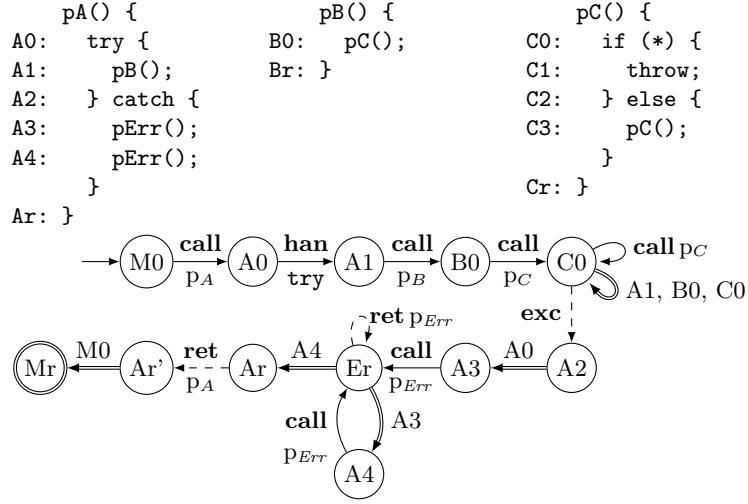 pA() {
A0: try {
A1: pB();
A2: } catch {
A3: pErr();
A4: pErr();
}
Ar: }
pB() {
B0: pC();
Br: }
pC() {
C0: if (*) {
C1: throw;
C2: } else {
C3: pC();
}
Cr: }
M0 call pA A0 han try A1 call pB B0 call pC C0 call pC
A1, B0, C0
exc
ret pErr
Mr M0 Ar' ret pA Ar A4 Er call pErr A3 A0 A2
call pErr A3
A4